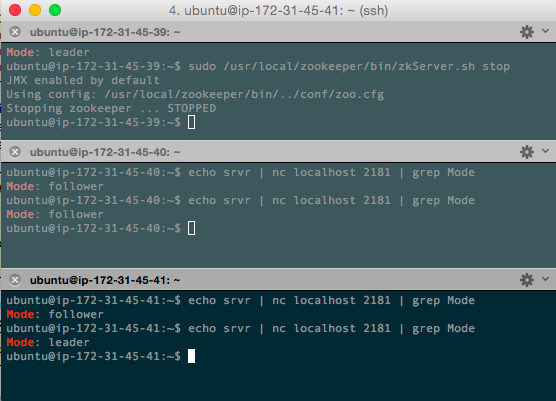 4. ubuntu@ip-172-31-45-41: ~ (ssh)
ubuntu@ip-172-31-45-39: ~
Mode: leader
ubuntu@ip-172-31-45-39:~$ sudo /usr/local/zookeeper/bin/zkServer.sh stop
JMX enabled by default
Using config: /usr/local/zookeeper/bin/../conf/zoo.cfg
Stopping zookeeper ... STOPPED
ubuntu@ip-172-31-45-39:~$
ubuntu@ip-172-31-45-40: ~
ubuntu@ip-172-31-45-40:~$ echo srvr | nc localhost 2181 | grep Mode
Mode: follower
ubuntu@ip-172-31-45-40:~$ echo srvr | nc localhost 2181 | grep Mode
Mode: follower
ubuntu@ip-172-31-45-40:~$
ubuntu@ip-172-31-45-41: ~
ubuntu@ip-172-31-45-41:~$ echo srvr | nc localhost 2181 | grep Mode
Mode: follower
ubuntu@ip-172-31-45-41:~$ echo srvr | nc localhost 2181 | grep Mode
Mode: leader
ubuntu@ip-172-31-45-41:~$